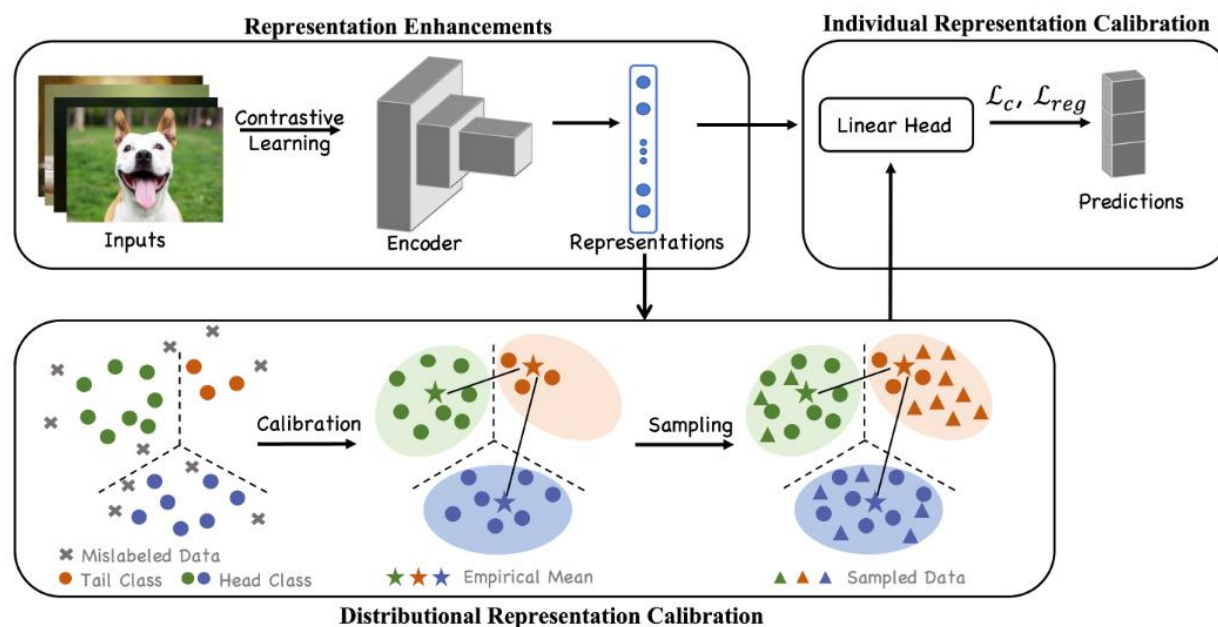 Representation Enhancements
Individual Representation Calibration
Contrastive
Learning
Inputs
Encoder
Representations
Linear Head
ℒc, ℒreg
Predictions
Calibration
Sampling
Mislabeled Data
Tail Class
Head Class
Empirical Mean
Sampled Data
Distributional Representation Calibration